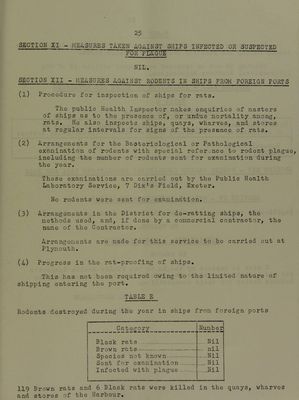 25
SECTION XI - MEASURES TAKEN AGAINST SHIPS INFECTED OR SUSPECTED
FOR PLAGUE
NIL.
SECTION XII - MEASURES AGAINST RODENTS IN SHIPS FROM FOREIGN PORTS
(1) Procedure for inspection of ships for rats.
The public Health Inspector makes enquiries of masters
of ships as to the presence of, or undue mortality among,
rats. He also inspects ships, quays, wharves, and stores
at regular intervals for signs of the presence of rats.
(2) Arrangements for the Bacteriological or Pathological
examination of rodents with special reference to rodent plague,
including the number of rodents sent for examination during
the year.
These examinations are carried out by the Public Health
Laboratory Service, 7 Dix's Field, Exeter.
No rodents were sent for examination.
(3) Arrangements in the District for de-ratting ships, the
methods used, and, if done by a commercial contractor, the
name of the Contractor.
Arrangements are made for this service to be carried out at
Plymouth.
(4) Progress in the rat-proofing of ships.
This has not been required owing to the limited nature of
shipping entering the port.
TABLE E
Rodents destroyed during the year in ships from foreign ports
Category Number
Black rats Nil
Brown rats Nil
Species not known Nil
Sent for examination Nil
Infected with plague Nil
119 Brown rats and 6 Black rats were killed in the quays, wharves
and stores of the Harbour.